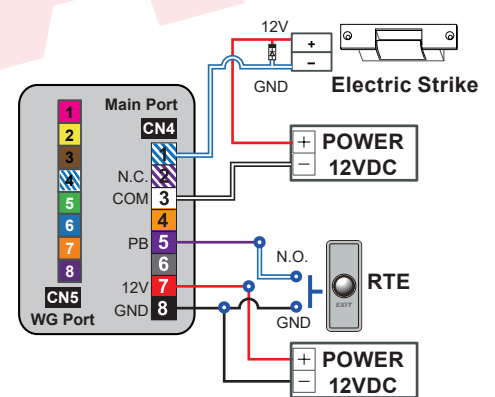 12V
+
−
GND
Electric Strike
Main Port
CN4
1
2
3
4
5
6
7
8
CN5
WG Port
1
N.C. 2
COM 3
4
PB 5
6
12V 7
GND 8
+ POWER
− 12VDC
N.O.
EXIT
RTE
GND
+ POWER
− 12VDC